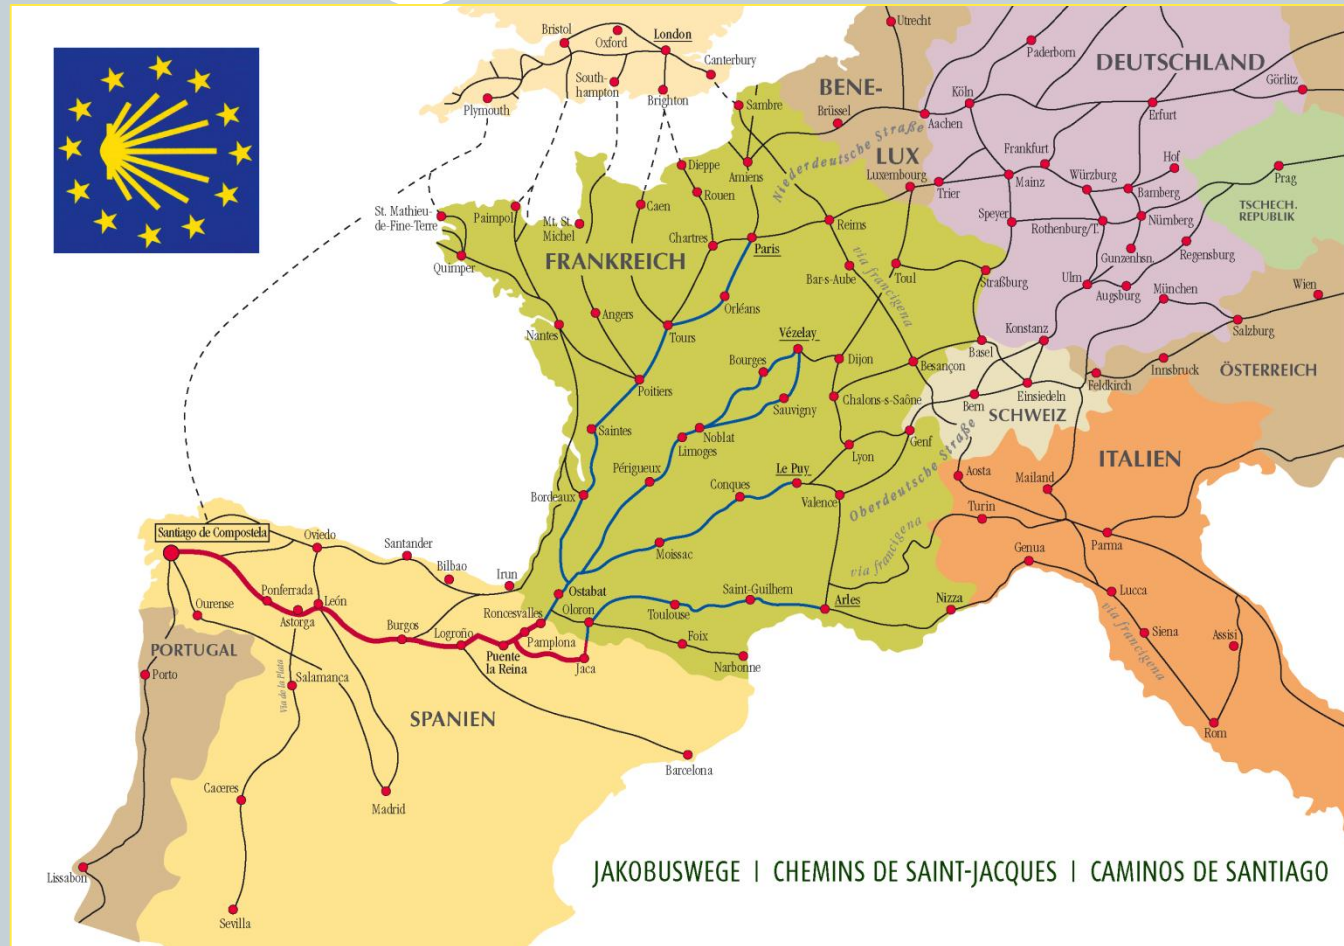 Utrecht
Bristol
Oxford
London
Paderborn
DEUTSCHLAND
Canterbury
BENE-
Görlitz
South-
hampton
Brighton
Köln
Plymouth
Sambre
Brüssel
Aachen
Erfurt
Niederdeutsche Straße
LUX
Frankfurt
Hof
Dieppe
Amiens
Luxembourg
Trier
Mainz
Würzburg
Bamberg
Prag
Rouen
St. Mathieu-
de-Fine-Terre
Paimpol
Mt. St.
Michel
Caen
Speyer
Rothenburg/T.
Nürnberg
TSCHECH.
REPUBLIK
Chartres
Paris
Reims
Quimper
FRANKREICH
via francigena
Bar-s-Aube
Toul
Straßburg
Gunzenhsn.
Regensburg
Ulm
Augsburg
München
Wien
Orléans
Angers
Nantes
Tours
Vézelay
Konstanz
Salzburg
Bourges
Dijon
Besançon
Basel
Poitiers
Feldkirch
Innsbruck
ÖSTERREICH
Sauvigny
Chalons-s-Saône
Bern
Einsiedeln
SCHWEIZ
Saintes
Noblat
Limoges
Genf
Lyon
Oberdeutsche Straße
ITALIEN
Périgueux
Le Puy
Aosta
Mailand
Bordeaux
Conques
Valence
Turin
Santiago de Compostela
Oviedo
Santander
Moissac
Genua
Parma
Bilbao
Irun
via francigena
Ponferrada
León
Ostabat
Saint-Guilhem
Arles
Nizza
Lucca
Ourense
Astorga
Roncesvalles
Oloron
Toulouse
via francigena
Burgos
Logroño
Pamplona
Foix
Siena
Assisi
PORTUGAL
Puente
la Reina
Jaca
Narbonne
Porto
Via de la Plata
Salamanca
SPANIEN
Rom
Barcelona
Caceres
Madrid
Lissabon
JAKOBUSWEGE | CHEMINS DE SAINT-JACQUES | CAMINOS DE SANTIAGO
Sevilla